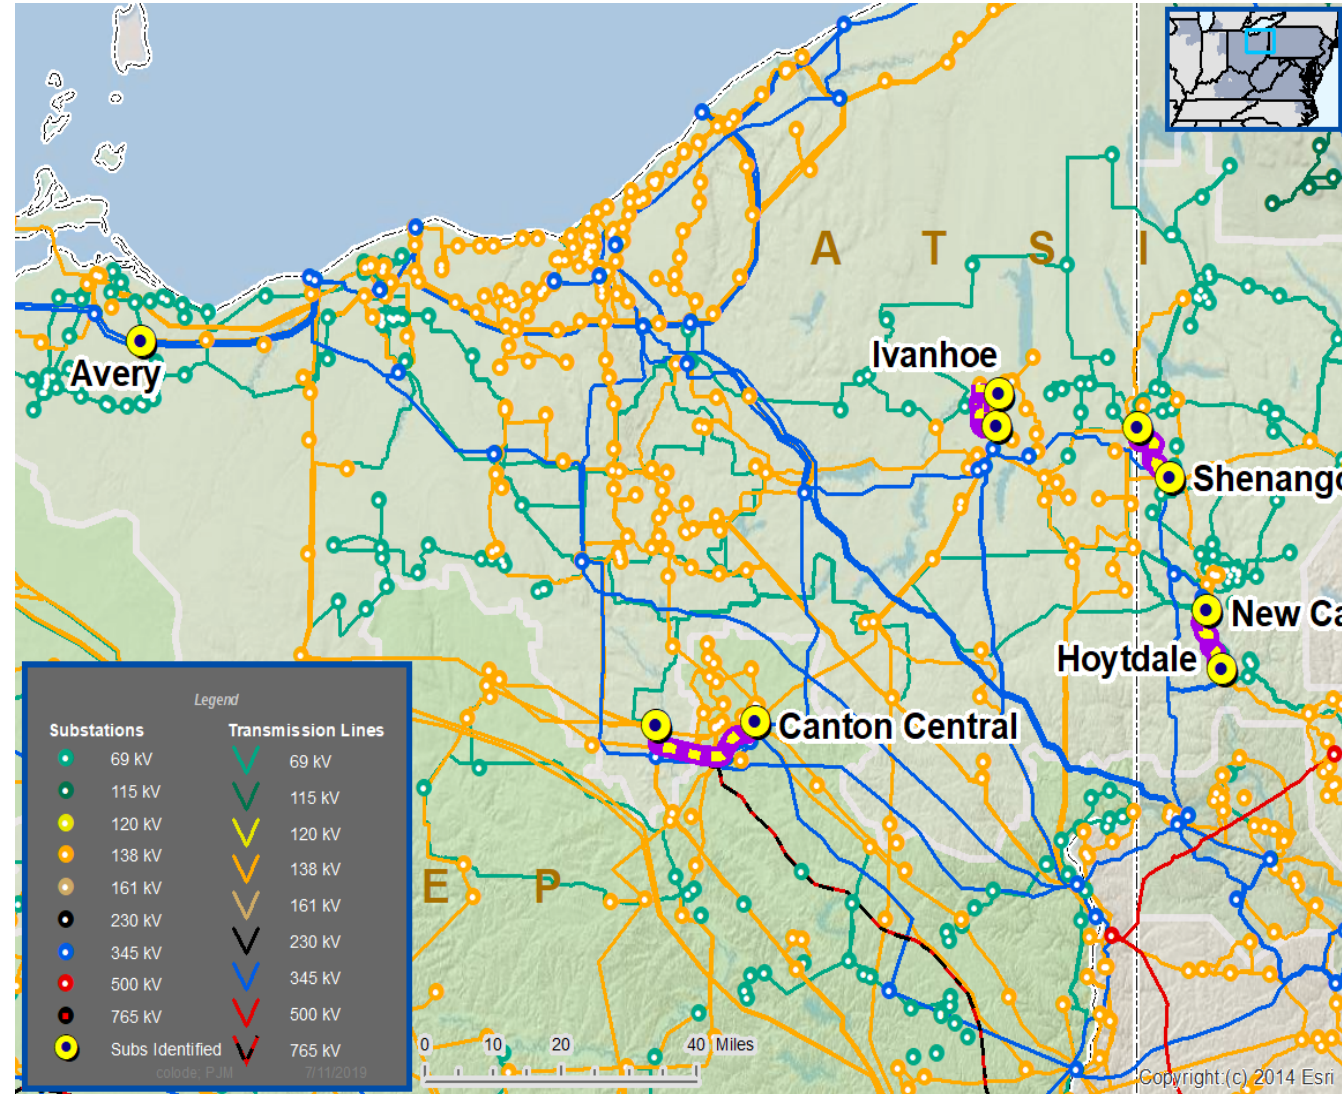 A T S I
Ivanhoe
Avery
Shenango
New Ca
Hoytdale
Canton Central
E P
Legend
Substations Transmission Lines
69 kV 69 kV
115 kV 115 kV
120 kV 120 kV
138 kV 138 kV
161 kV 161 kV
230 kV 230 kV
345 kV 345 kV
500 kV 500 kV
765 kV 765 kV
Subs Identified
colode; PJM 7/11/2019
0 10 20 40 Miles
Copyright:(c) 2014 Esri